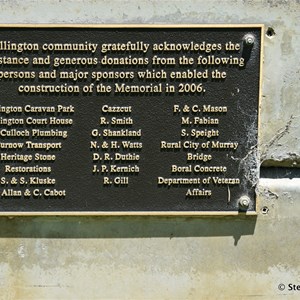 llington community gratefully acknowledges the
istance and generous donations from the following
persons and major sponsors which enabled the
construction of the Memorial in 2006.
ington Caravan Park
ington Court House
Culloch Plumbing
urnow Transport
Heritage Stone
Restorations
S. & S. Kluske
Allan & C. Cabot
Cazzcut
R. Smith
G. Shankland
N. & H. Watts
D. R. Duthie
J. P. Kernich
R. Gill
F. & C. Mason
M. Fabian
S. Speight
Rural City of Murray
Bridge
Boral Concrete
Department of Veteran
Affairs
© Ste